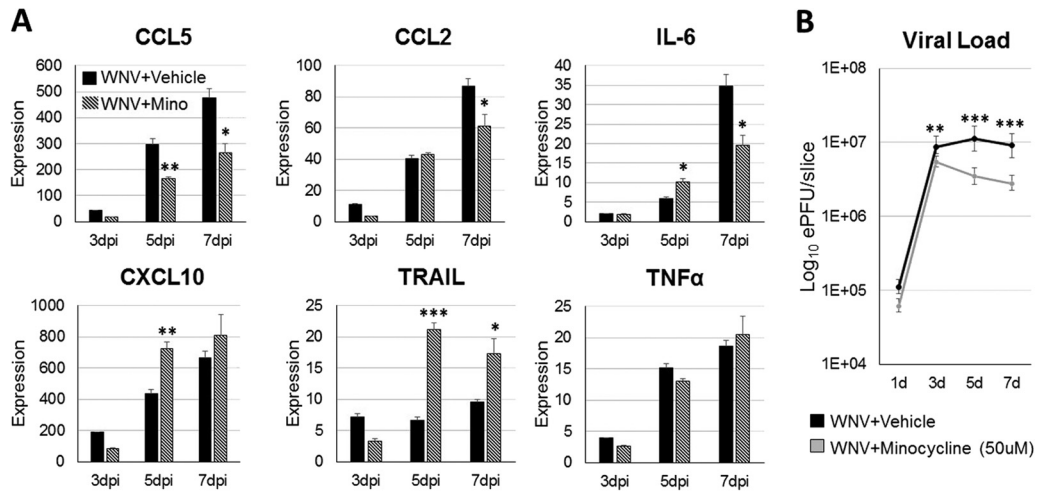 A
CCL5
Expression
600
500
400
300
200
100
0
WNV+Vehicle
WNV+Mino
**
*
3dpi 5dpi 7dpi
CCL2
Expression
100
80
60
40
20
0
*
3dpi 5dpi 7dpi
IL-6
Expression
40
35
30
25
20
15
10
5
0
*
*
3dpi 5dpi 7dpi
CXCL10
Expression
1000
800
600
400
200
0
**
3dpi 5dpi 7dpi
TRAIL
Expression
25
20
15
10
5
0
***
*
3dpi 5dpi 7dpi
TNFα
Expression
25
20
15
10
5
0
3dpi 5dpi 7dpi
B
Viral Load
Log10 ePFU/slice
1E+08
1E+07
1E+06
1E+05
1E+04
** *** ***
1d 3d 5d 7d
WNV+Vehicle
WNV+Minocycline (50uM)